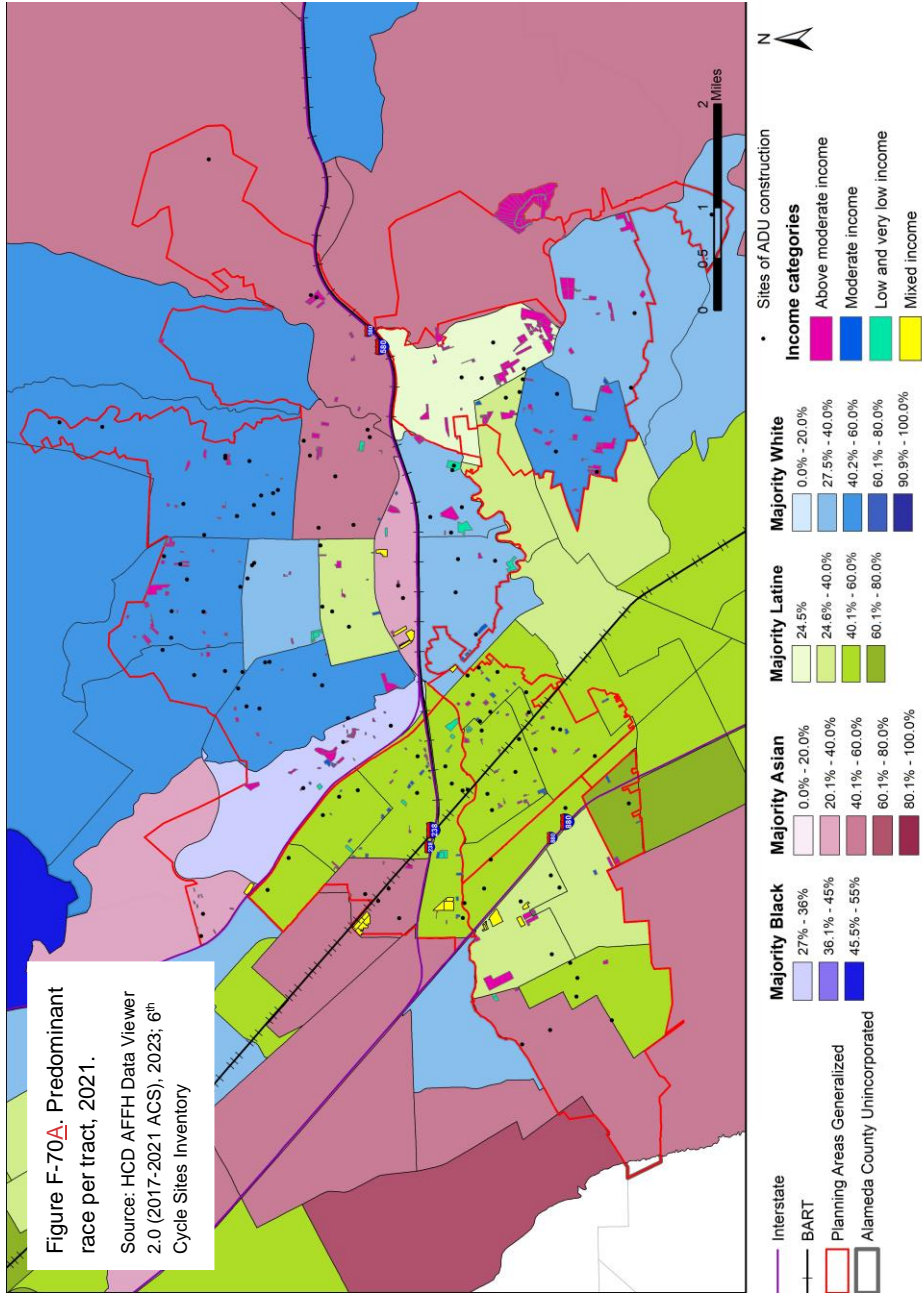 Figure F-70A. Predominant
race per tract, 2021.
Source: HCD AFFH Data Viewer
2.0 (2017-2021 ACS), 2023; 6th
Cycle Sites Inventory
580
680
238
238
880
880
N
0 0.5 1 2
Miles
Interstate
BART
Planning Areas Generalized
Alameda County Unincorporated
Majority Black
27% - 36%
36.1% - 45%
45.5% - 55%
Majority Asian
0.0% - 20.0%
20.1% - 40.0%
40.1% - 60.0%
60.1% - 80.0%
80.1% - 100.0%
Majority Latine
24.5%
24.6% - 40.0%
40.1% - 60.0%
60.1% - 80.0%
Majority White
0.0% - 20.0%
27.5% - 40.0%
40.2% - 60.0%
60.1% - 80.0%
90.9% - 100.0%
Sites of ADU construction
Income categories
Above moderate income
Moderate income
Low and very low income
Mixed income